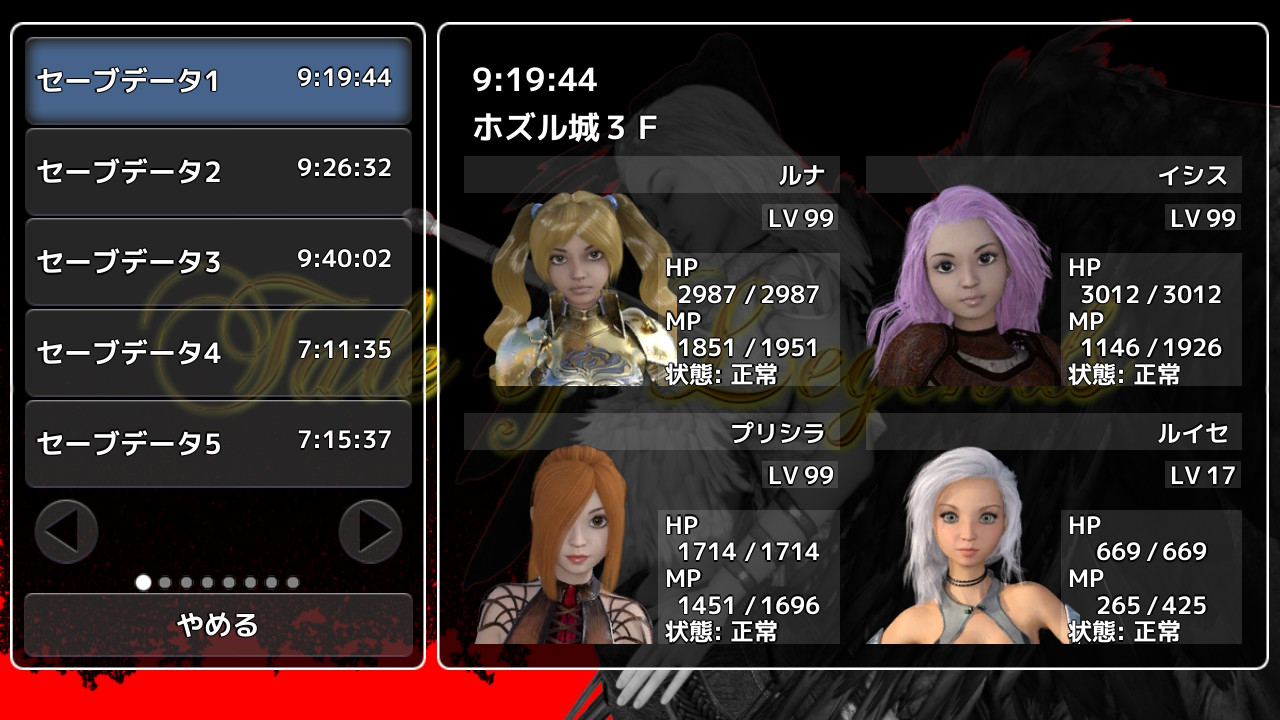 セーブデータ1 9:19:44
セーブデータ2 9:26:32
セーブデータ3 9:40:02
セーブデータ4 7:11:35
セーブデータ5 7:15:37
やめる
9:19:44
ホズル城３Ｆ
ルナ
LV 99
HP
2987 / 2987
MP
1851 / 1951
状態: 正常
イシス
LV 99
HP
3012 / 3012
MP
1146 / 1926
状態: 正常
プリシラ
LV 99
HP
1714 / 1714
MP
1451 / 1696
状態: 正常
ルイセ
LV 17
HP
669 / 669
MP
265 / 425
状態: 正常
Tale of Legend